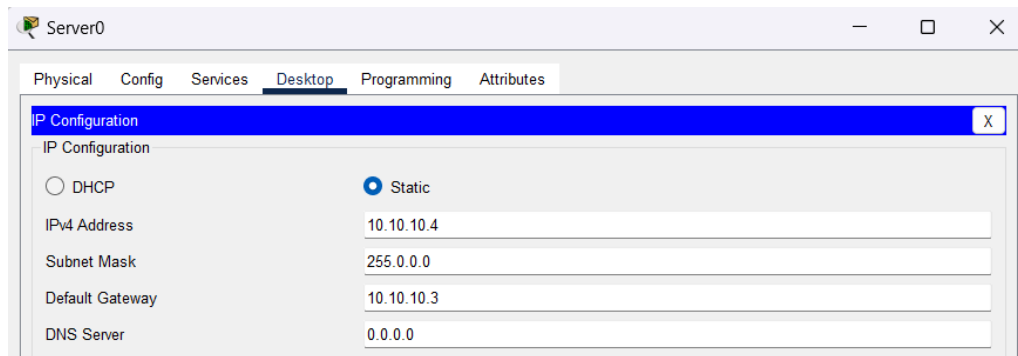 Server0
Physical Config Services Desktop Programming Attributes
IP Configuration X
IP Configuration
DHCP Static
IPv4 Address 10.10.10.4
Subnet Mask 255.0.0.0
Default Gateway 10.10.10.3
DNS Server 0.0.0.0